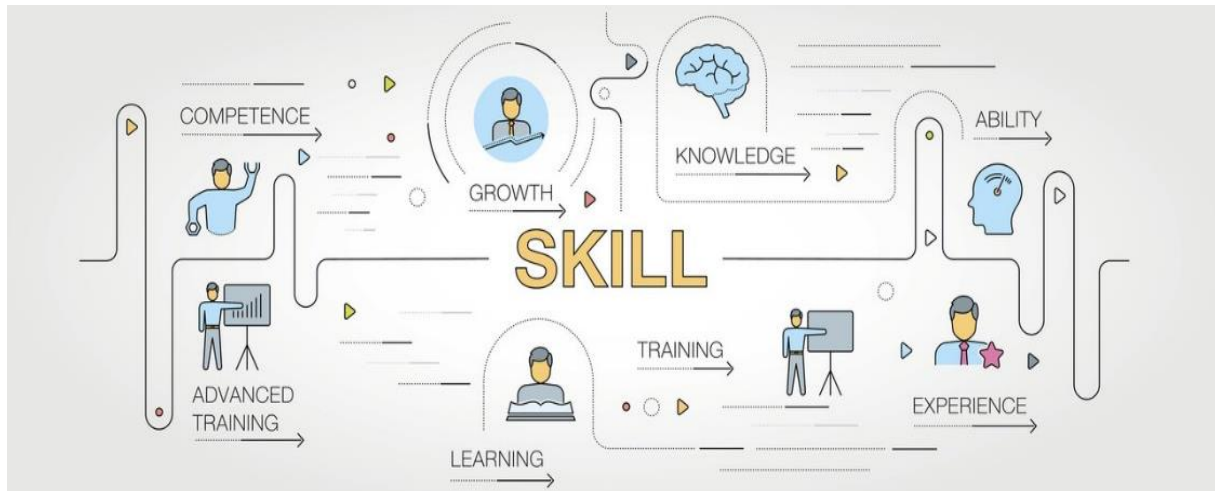 COMPETENCE
GROWTH
KNOWLEDGE
ABILITY
SKILL
ADVANCED
TRAINING
LEARNING
TRAINING
EXPERIENCE